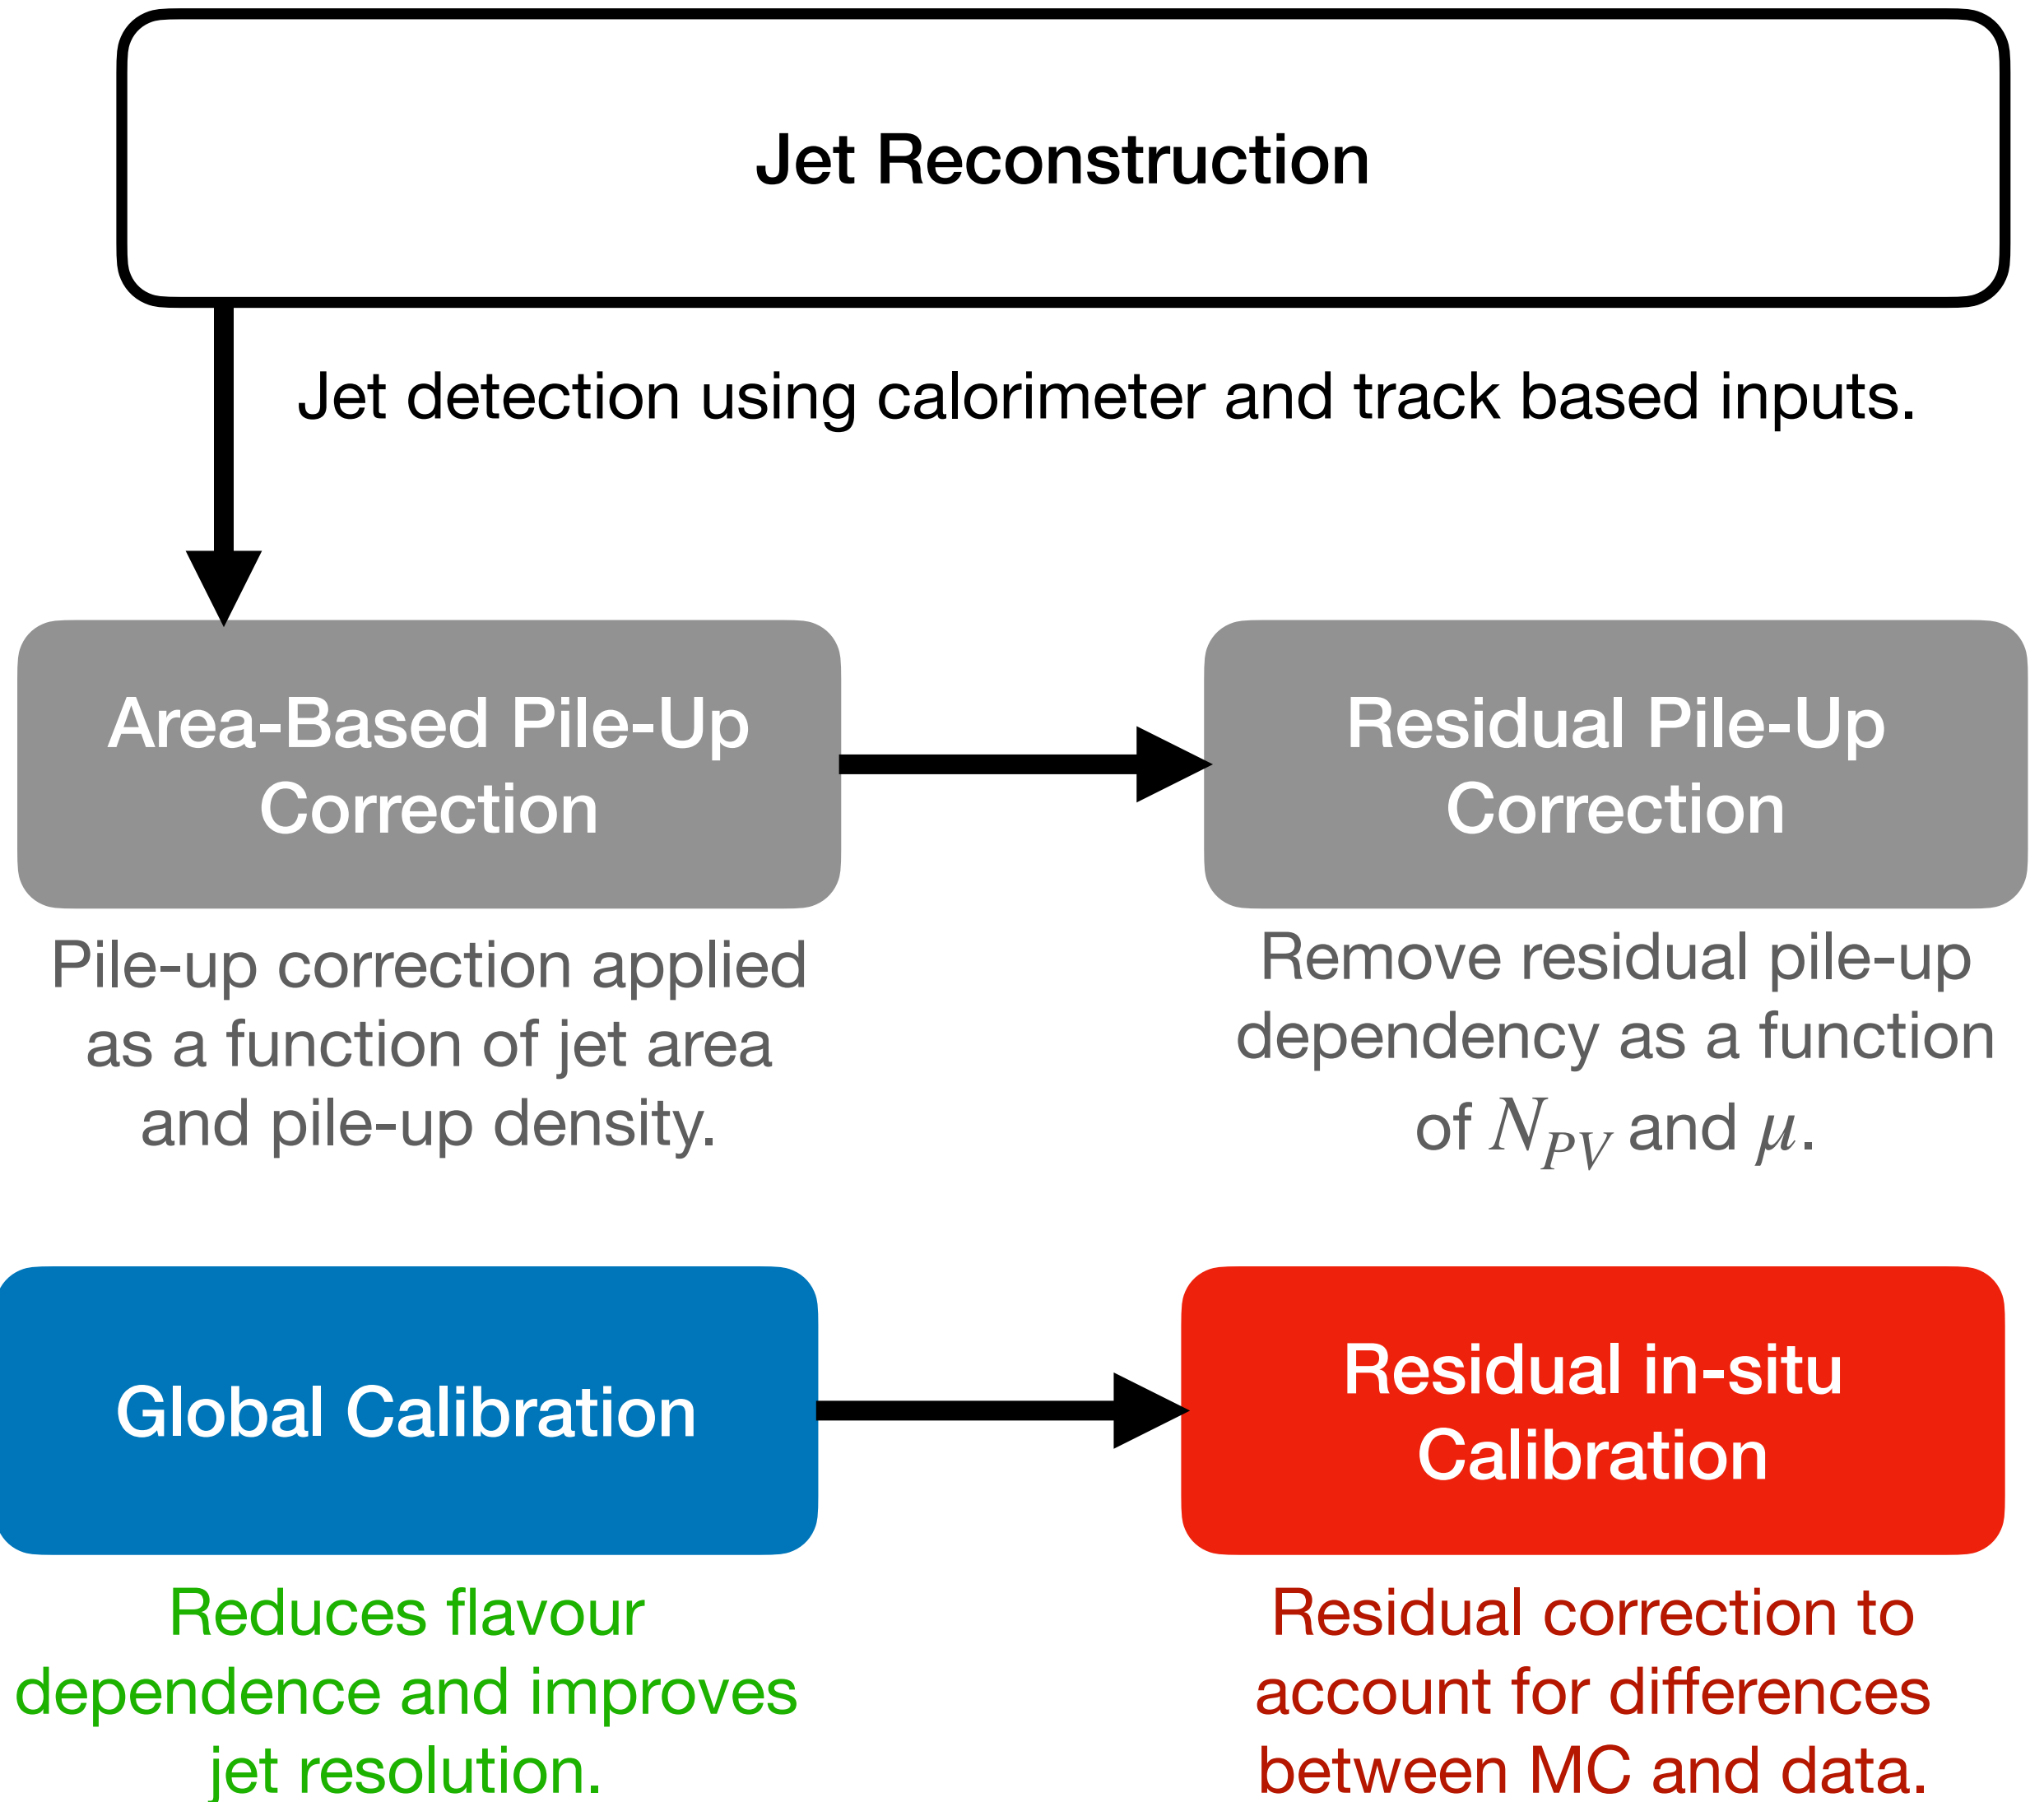 Jet Reconstruction
Jet detection using calorimeter and track based inputs.
Area-Based Pile-Up
Correction
Residual Pile-Up
Correction
Pile-up correction applied
as a function of jet area
and pile-up density.
Remove residual pile-up
dependency as a function
of N_{PV} and μ.
Global Calibration
Residual in-situ
Calibration
Reduces flavour
dependence and improves
jet resolution.
Residual correction to
account for differences
between MC and data.